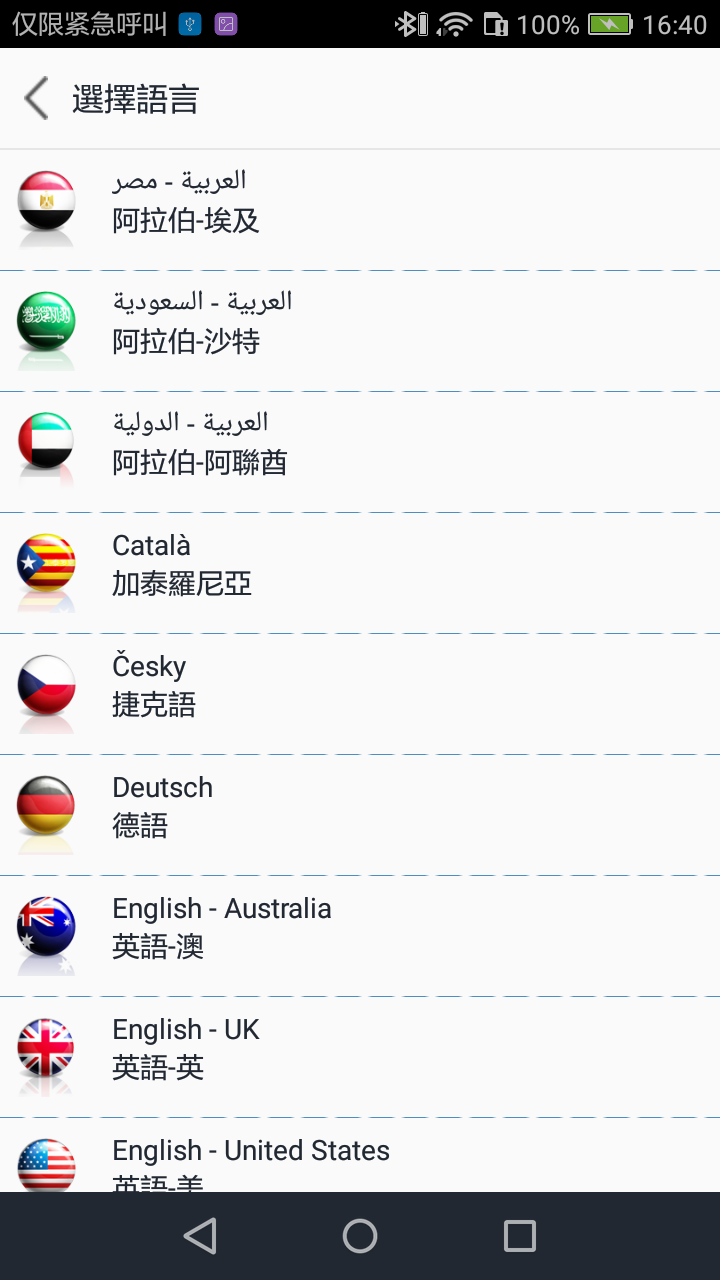 仅限紧急呼叫 100% 16:40
選擇語言
العربية - مصر
阿拉伯-埃及
العربية - السعودية
阿拉伯-沙特
العربية - الدولية
阿拉伯-阿聯酋
Català
加泰羅尼亞
Česky
捷克語
Deutsch
德語
English - Australia
英語-澳
English - UK
英語-英
English - United States
英語-美